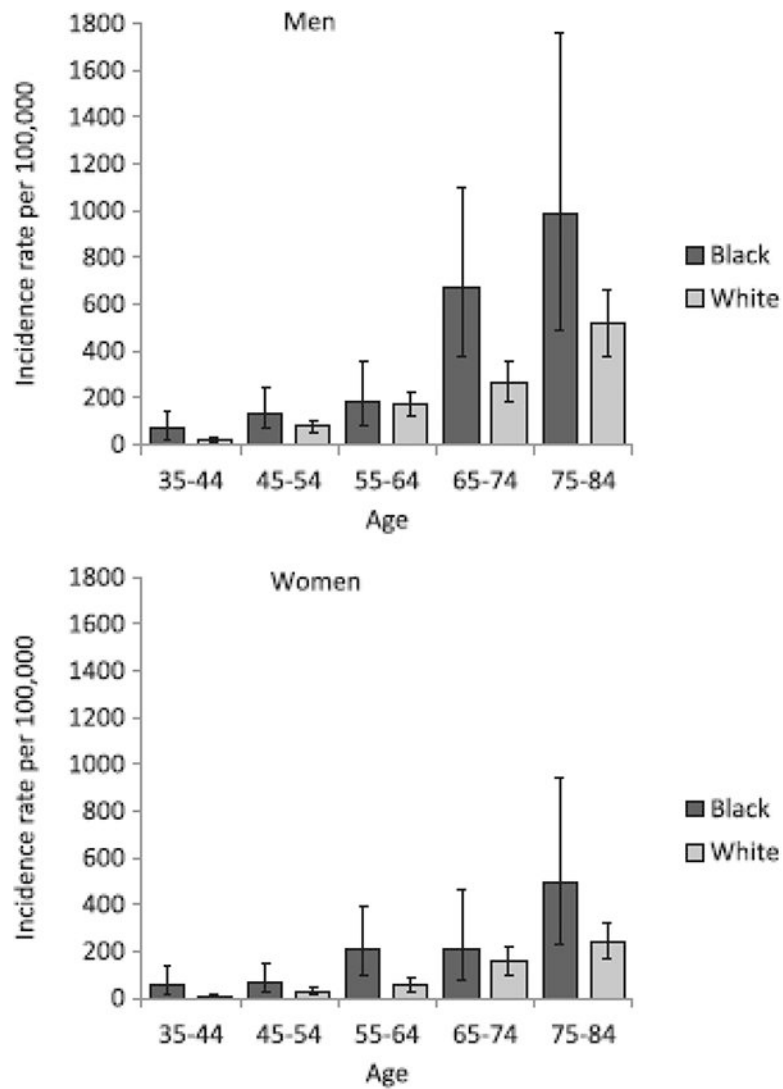 Men
Incidence rate per 100,000
1800
1600
1400
1200
1000
800
600
400
200
0
35-44 45-54 55-64 65-74 75-84
Age
Black
White
Women
Incidence rate per 100,000
1800
1600
1400
1200
1000
800
600
400
200
0
35-44 45-54 55-64 65-74 75-84
Age
Black
White